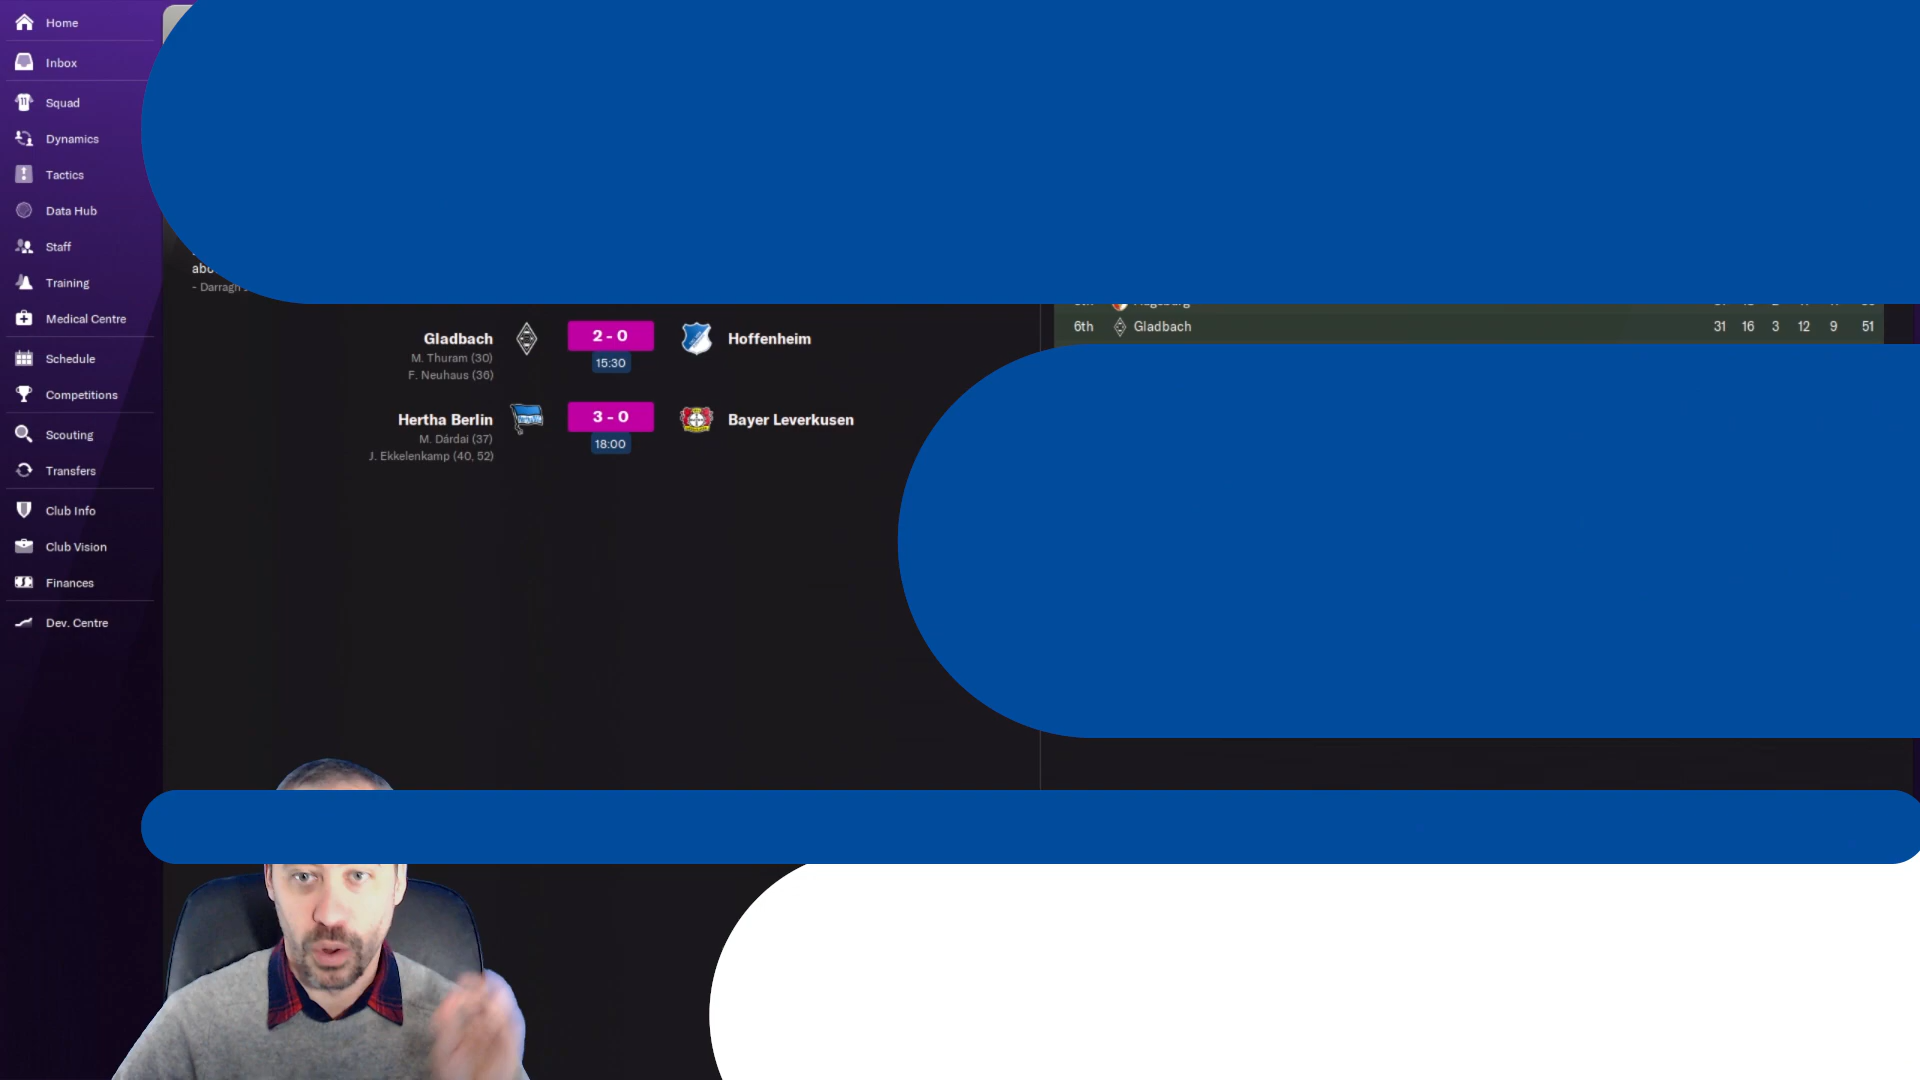 Home
Inbox
Squad
Dynamics
Tactics
Data Hub
Staff
Training
Medical Centre
Schedule
Competitions
Scouting
Transfers
Club Info
Club Vision
Finances
Dev. Centre
- Darragh
Gladbach 2 - 0 Hoffenheim
M. Thuram (30) 15:30
F. Neuhaus (36)
Hertha Berlin 3 - 0 Bayer Leverkusen
M. Dárdai (37) 18:00
J. Ekkelenkamp (40, 52)
6th Gladbach 31 16 3 12 9 51